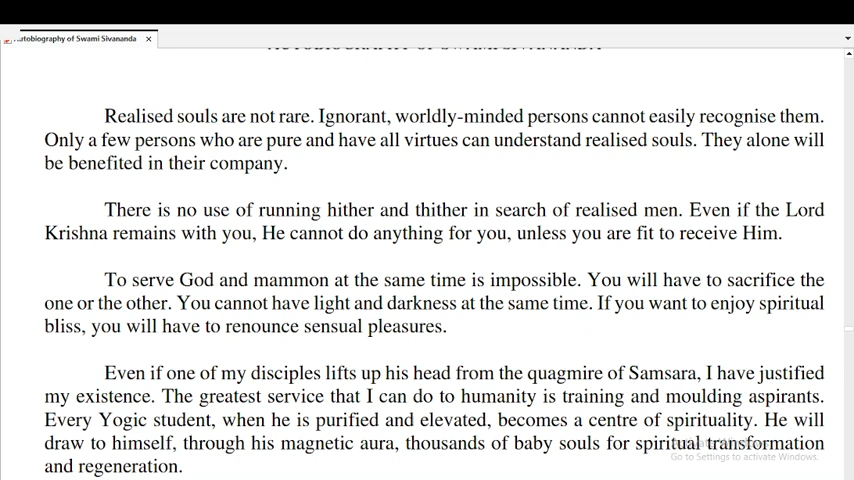 Autobiography of Swami Sivananda
AUTOBIOGRAPHY OF SWAMI SIVANANDA
Realised souls are not rare. Ignorant, worldly-minded persons cannot easily recognise them.
Only a few persons who are pure and have all virtues can understand realised souls. They alone will
be benefited in their company.
There is no use of running hither and thither in search of realised men. Even if the Lord
Krishna remains with you, He cannot do anything for you, unless you are fit to receive Him.
To serve God and mammon at the same time is impossible. You will have to sacrifice the
one or the other. You cannot have light and darkness at the same time. If you want to enjoy spiritual
bliss, you will have to renounce sensual pleasures.
Even if one of my disciples lifts up his head from the quagmire of Samsara, I have justified
my existence. The greatest service that I can do to humanity is training and moulding aspirants.
Every Yogic student, when he is purified and elevated, becomes a centre of spirituality. He will
draw to himself, through his magnetic aura, thousands of baby souls for spiritual transformation
and regeneration.
Activate Windows
Go to Settings to activate Windows.